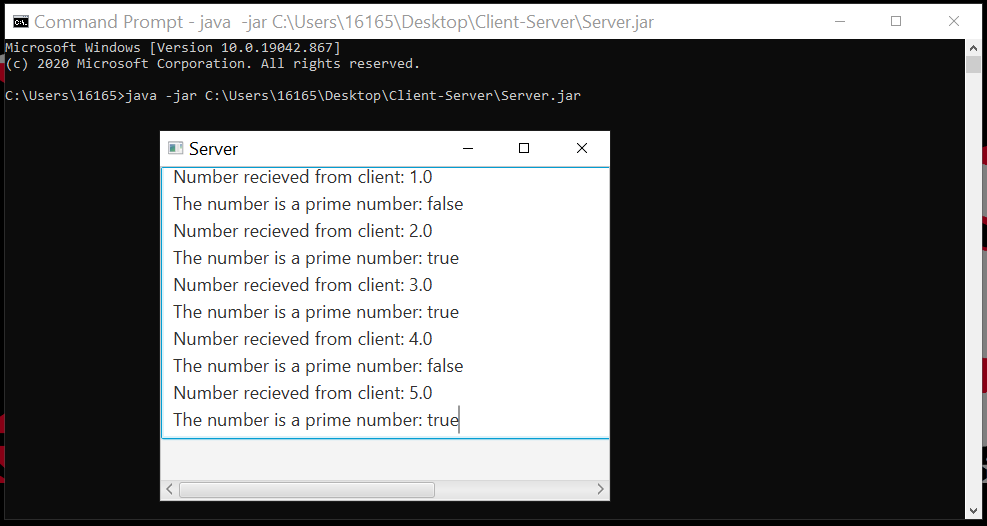 Command Prompt - java  -jar C:\Users\16165\Desktop\Client-Server\Server.jar
Microsoft Windows [Version 10.0.19042.867]
(c) 2020 Microsoft Corporation. All rights reserved.
C:\Users\16165>java -jar C:\Users\16165\Desktop\Client-Server\Server.jar
Server
Number recieved from client: 1.0
The number is a prime number: false
Number recieved from client: 2.0
The number is a prime number: true
Number recieved from client: 3.0
The number is a prime number: true
Number recieved from client: 4.0
The number is a prime number: false
Number recieved from client: 5.0
The number is a prime number: true